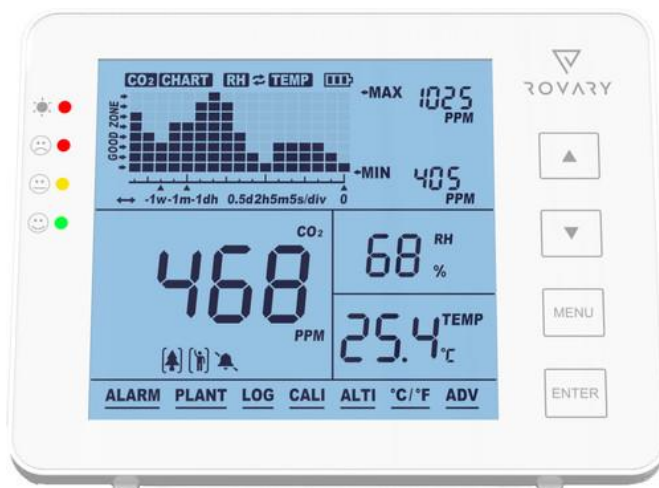 CO2 CHART RH TEMP
MAX 1025
PPM
GOOD ZONE
MIN 405
PPM
-1w-1m-1dh 0.5d2h5m5s/div 0
CO2
468
PPM
68 RH
%
25.4 TEMP
°C
ALARM PLANT LOG CALI ALTI °C/°F ADV
ROVARY
MENU
ENTER